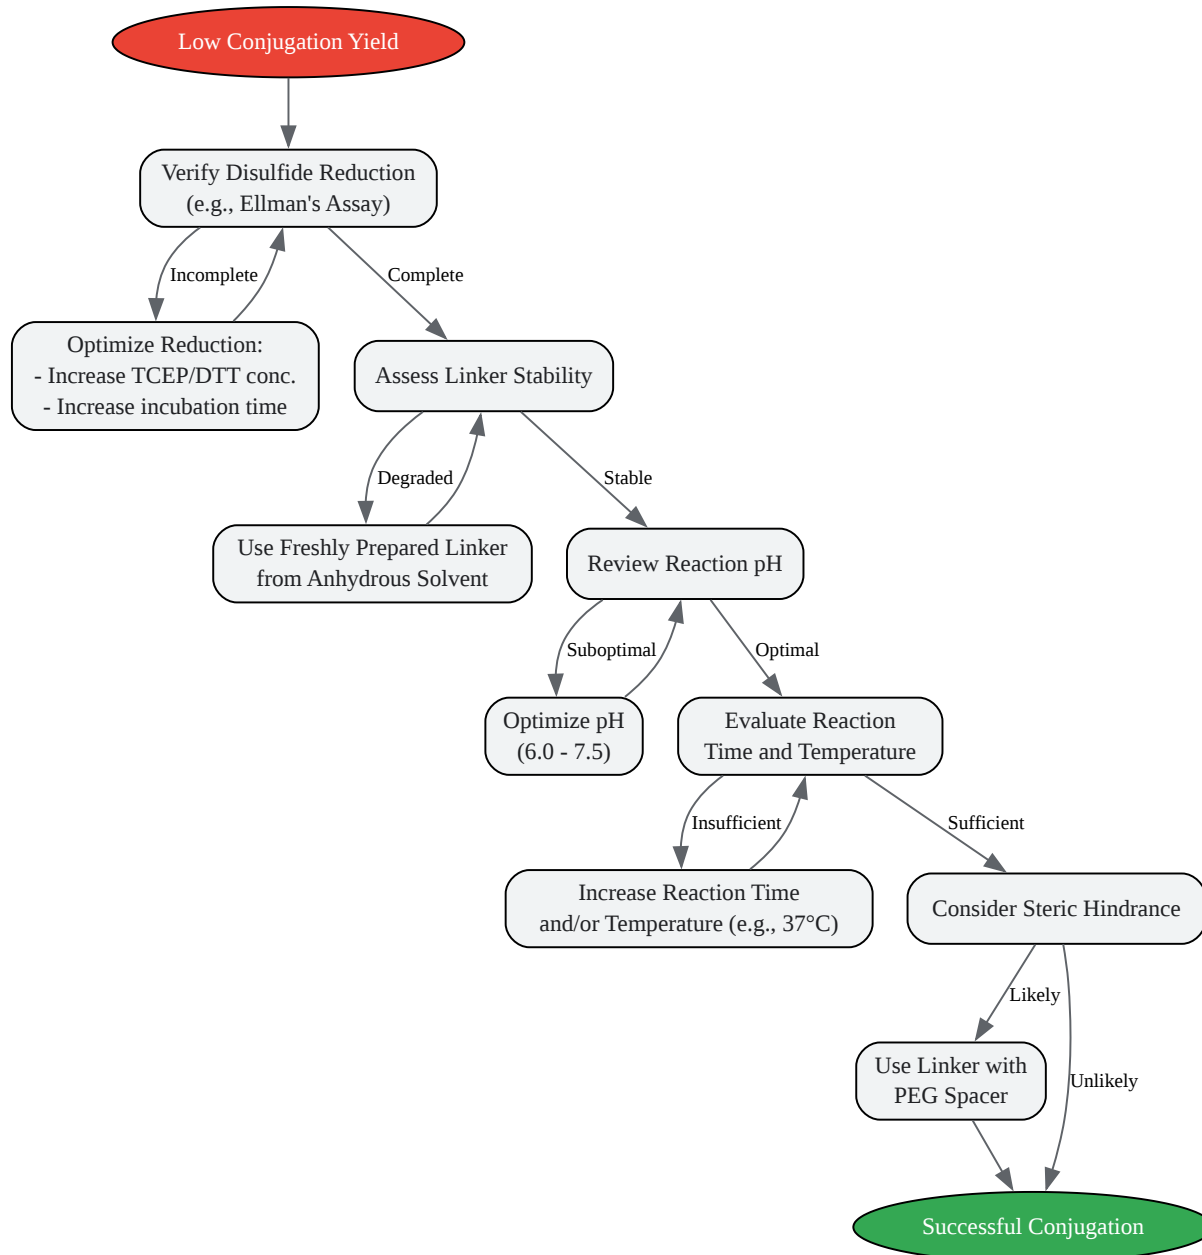 Low Conjugation Yield
Verify Disulfide Reduction
(e.g., Ellman's Assay)
Incomplete
Complete
Optimize Reduction:
- Increase TCEP/DTT conc.
- Increase incubation time
Assess Linker Stability
Degraded
Stable
Use Freshly Prepared Linker
from Anhydrous Solvent
Review Reaction pH
Suboptimal
Optimal
Optimize pH
(6.0 - 7.5)
Evaluate Reaction
Time and Temperature
Insufficient
Sufficient
Increase Reaction Time
and/or Temperature (e.g., 37°C)
Consider Steric Hindrance
Likely
Unlikely
Use Linker with
PEG Spacer
Successful Conjugation